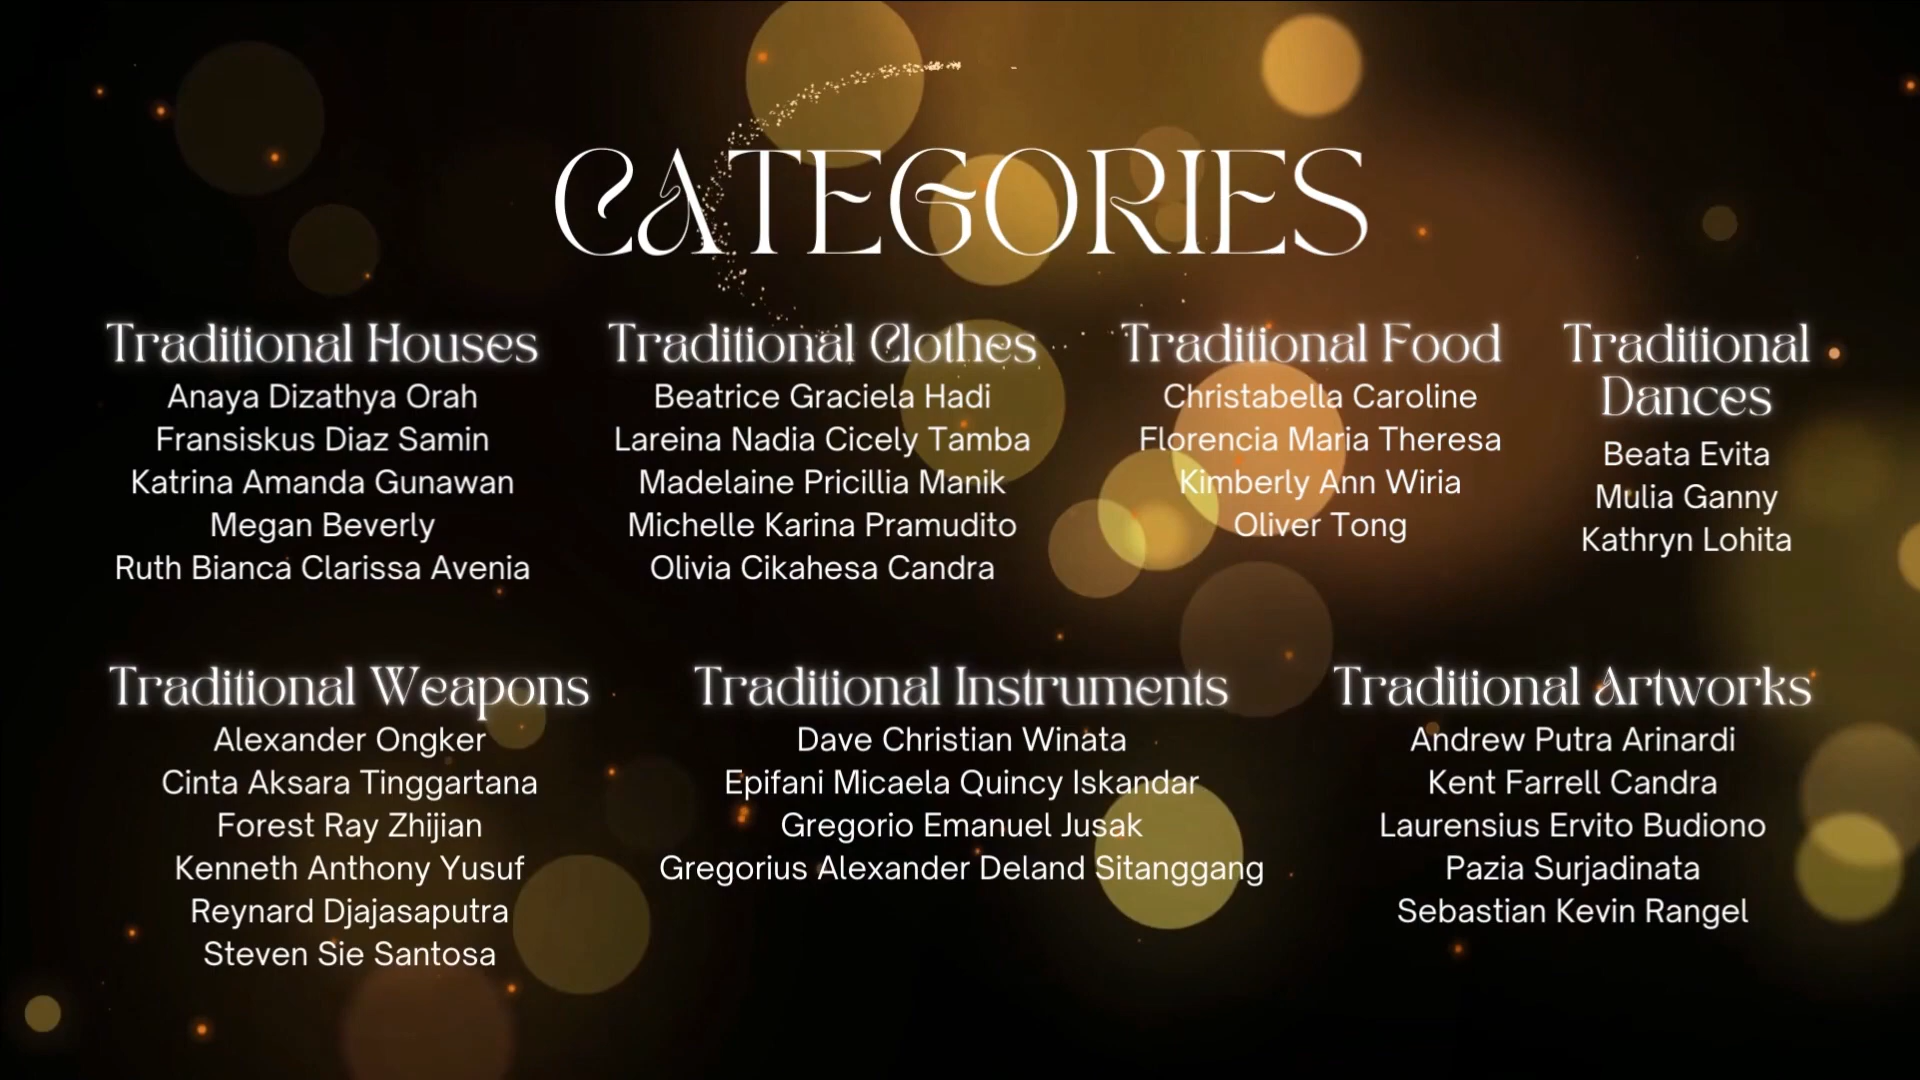 CATEGORIES
Traditional Houses
Anaya Dizathya Orah
Fransiskus Diaz Samin
Katrina Amanda Gunawan
Megan Beverly
Ruth Bianca Clarissa Avenia
Traditional Clothes
Beatrice Graciela Hadi
Lareina Nadia Cicely Tamba
Madelaine Pricillia Manik
Michelle Karina Pramudito
Olivia Cikahesa Candra
Traditional Food
Christabella Caroline
Florencia Maria Theresa
Kimberly Ann Wiria
Oliver Tong
Traditional
Dances
Beata Evita
Mulia Ganny
Kathryn Lohita
Traditional Weapons
Alexander Ongker
Cinta Aksara Tinggartana
Forest Ray Zhijian
Kenneth Anthony Yusuf
Reynard Djajasaputra
Steven Sie Santosa
Traditional Instruments
Dave Christian Winata
Epifani Micaela Quincy Iskandar
Gregorio Emanuel Jusak
Gregorius Alexander Deland Sitanggang
Traditional Artworks
Andrew Putra Arinardi
Kent Farrell Candra
Laurensius Ervito Budiono
Pazia Surjadinata
Sebastian Kevin Rangel